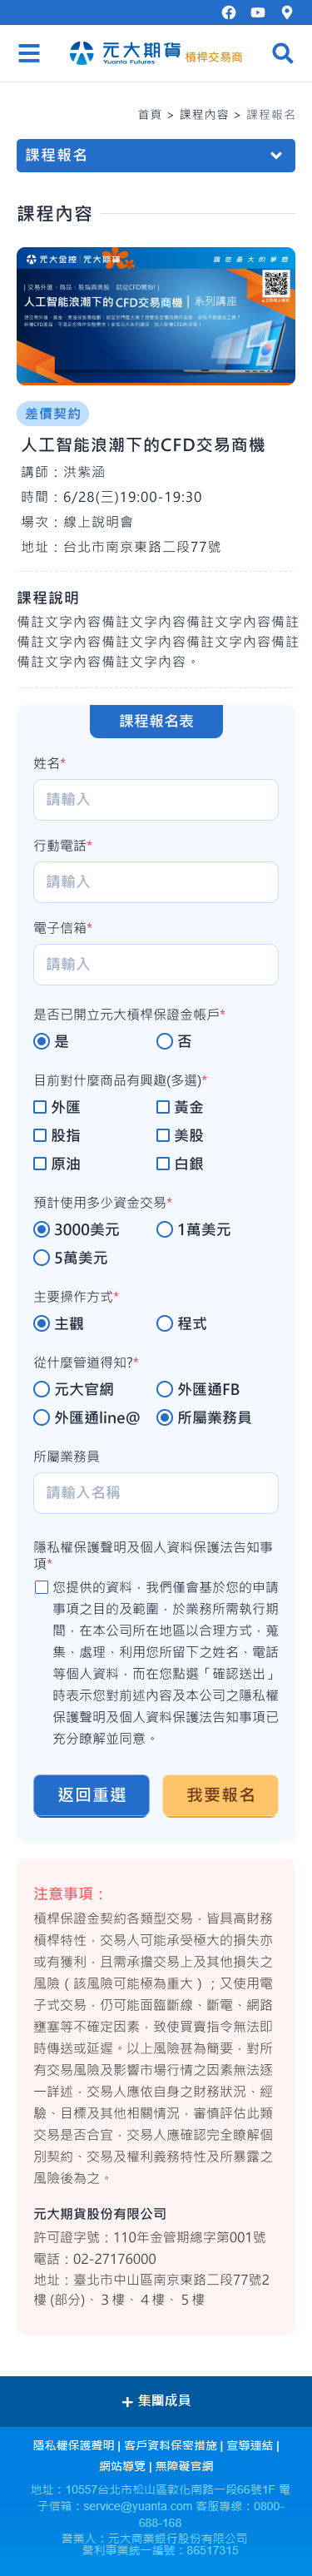 元大期貨 槓桿交易商
Yuanta Futures
首頁 > 課程內容 > 課程報名
課程報名
課程內容
元大金控 元大期貨
| 交易外匯、商品、股指與美股 就從CFD開始! |
人工智能浪潮下的CFD交易商機 | 系列講座
差價契約
人工智能浪潮下的CFD交易商機
講師：洪紫涵
時間：6/28(三)19:00-19:30
場次：線上說明會
地址：台北市南京東路二段77號
課程說明
備註文字內容備註文字內容備註文字內容備註
備註文字內容備註文字內容備註文字內容備註
備註文字內容備註文字內容。
課程報名表
姓名*
請輸入
行動電話*
請輸入
電子信箱*
請輸入
是否已開立元大槓桿保證金帳戶*
是 否
目前對什麼商品有興趣(多選)*
外匯 黃金
股指 美股
原油 白銀
預計使用多少資金交易*
3000美元 1萬美元
5萬美元
主要操作方式*
主觀 程式
從什麼管道得知?*
元大官網 外匯通FB
外匯通line@ 所屬業務員
所屬業務員
請輸入名稱
隱私權保護聲明及個人資料保護法告知事
項*
您提供的資料，我們僅會基於您的申請
事項之目的及範圍，於業務所需執行期
間，在本公司所在地區以合理方式，蒐
集、處理、利用您所留下之姓名、電話
等個人資料，而在您點選「確認送出」
時表示您對前述內容及本公司之隱私權
保護聲明及個人資料保護法告知事項已
充分瞭解並同意。
返回重選 我要報名
注意事項：
槓桿保證金契約各類型交易，皆具高財務
槓桿特性，交易人可能承受極大的損失亦
或有獲利，且需承擔交易上及其他損失之
風險（該風險可能極為重大）；又使用電
子式交易，仍可能面臨斷線、斷電、網路
壅塞等不確定因素，致使買賣指令無法即
時傳送或延遲。以上風險甚為簡要，對所
有交易風險及影響市場行情之因素無法逐
一詳述，交易人應依自身之財務狀況、經
驗、目標及其他相關情況，審慎評估此類
交易是否合宜，交易人應確認完全瞭解個
別契約、交易及權利義務特性及所暴露之
風險後為之。
元大期貨股份有限公司
許可證字號：110年金管期總字第001號
電話：02-27176000
地址：臺北市中山區南京東路二段77號2
樓 (部分)、３樓、４樓、５樓
+ 集團成員
隱私權保護聲明 | 客戶資料保密措施 | 宣導連結 |
網站導覽 | 無障礙官網
地址：10557台北市松山區敦化南路一段66號1F 電
子信箱：service@yuanta.com 客服專線：0800-
688-168
營業人：元大商業銀行股份有限公司
營利事業統一編號：86517315